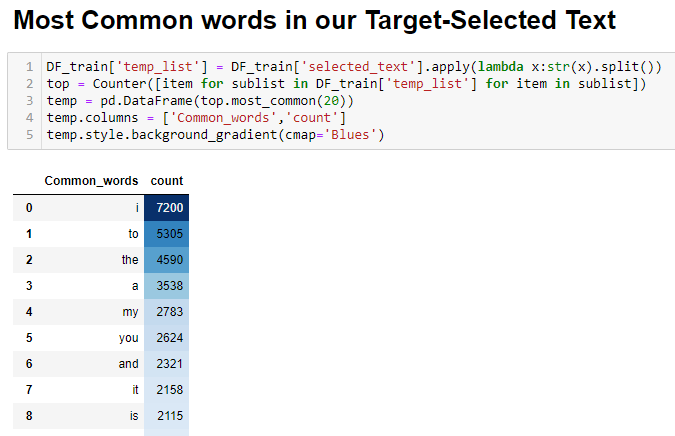 Most Common words in our Target-Selected Text
1 DF_train['temp_list'] = DF_train['selected_text'].apply(lambda x:str(x).split())
2 top = Counter([item for sublist in DF_train['temp_list'] for item in sublist])
3 temp = pd.DataFrame(top.most_common(20))
4 temp.columns = ['Common_words','count']
5 temp.style.background_gradient(cmap='Blues')
Common_words count
0 i 7200
1 to 5305
2 the 4590
3 a 3538
4 my 2783
5 you 2624
6 and 2321
7 it 2158
8 is 2115